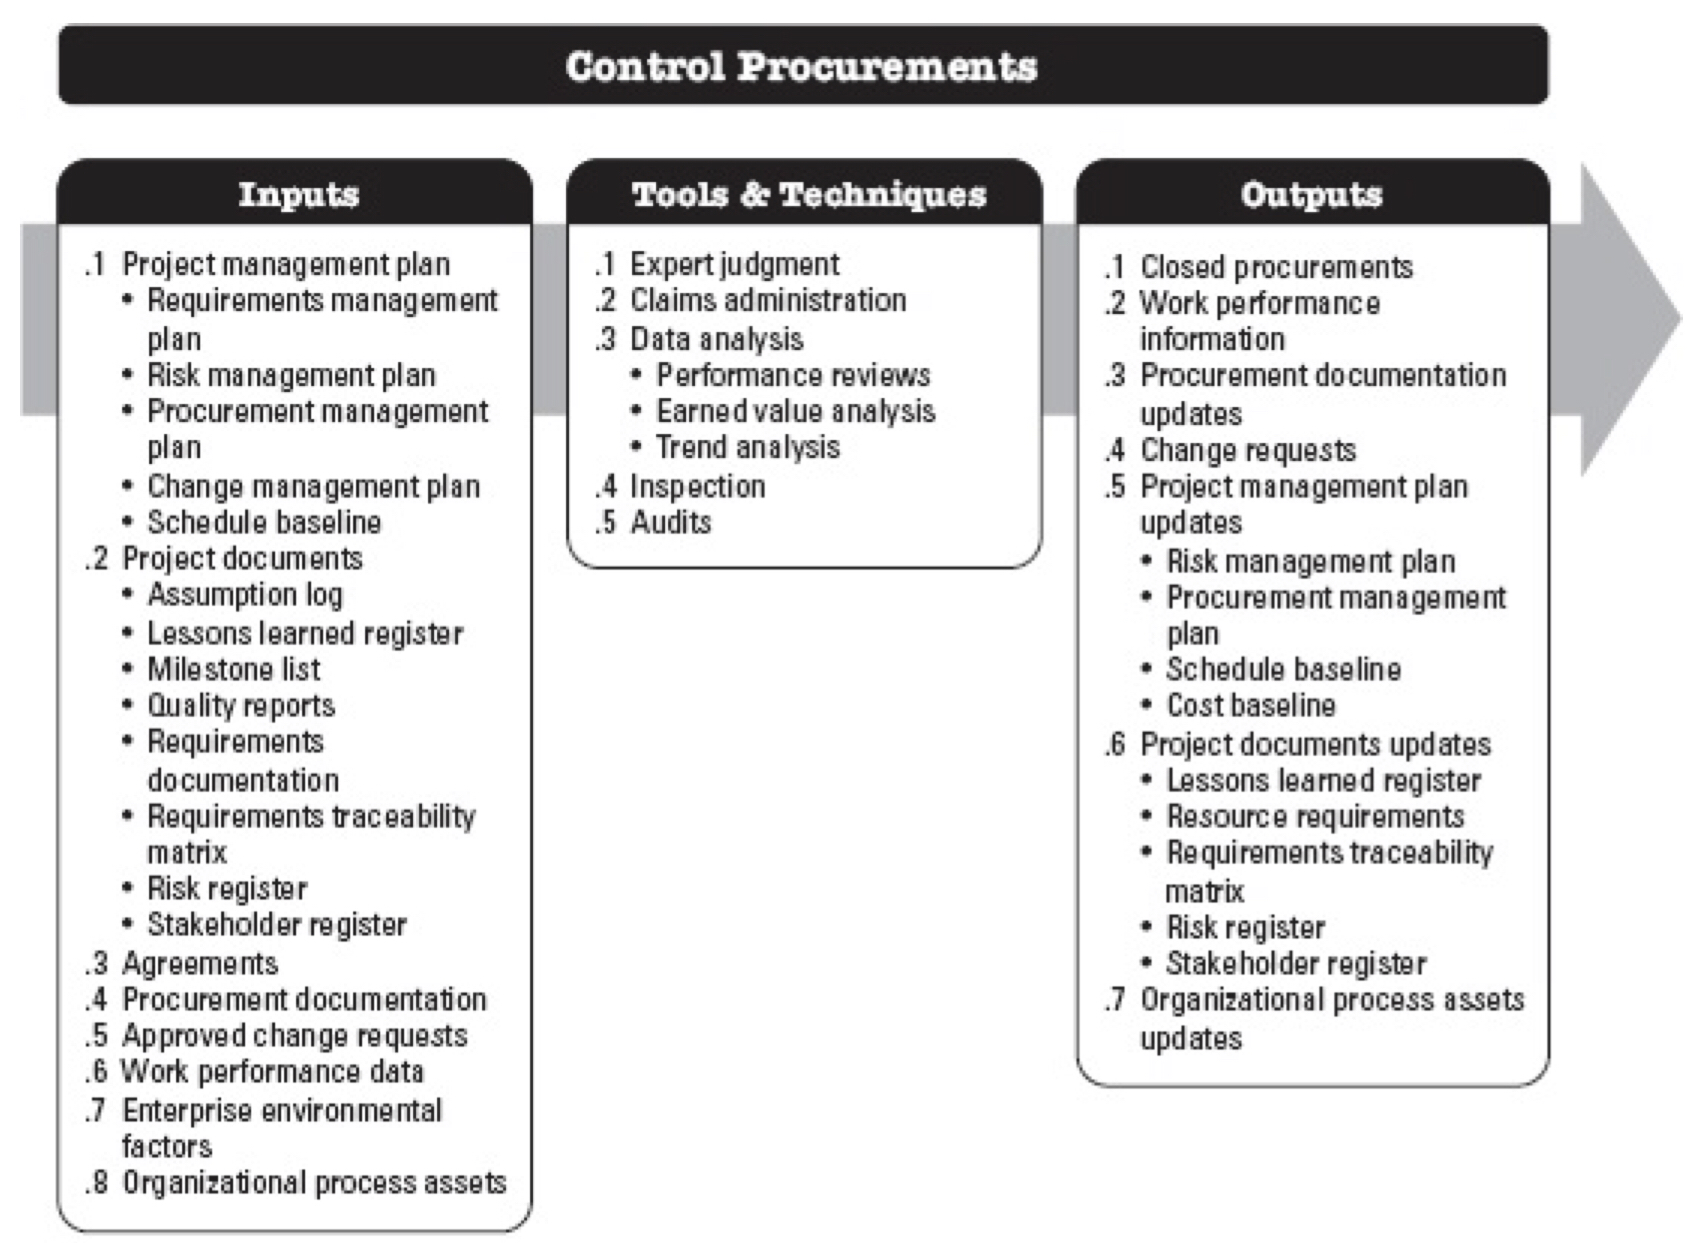 Control Procurements
Inputs
.1 Project management plan
• Requirements management
plan
• Risk management plan
• Procurement management
plan
• Change management plan
• Schedule baseline
.2 Project documents
• Assumption log
• Lessons learned register
• Milestone list
• Quality reports
• Requirements
documentation
• Requirements traceability
matrix
• Risk register
• Stakeholder register
.3 Agreements
.4 Procurement documentation
.5 Approved change requests
.6 Work performance data
.7 Enterprise environmental
factors
.8 Organizational process assets
Tools & Techniques
.1 Expert judgment
.2 Claims administration
.3 Data analysis
• Performance reviews
• Earned value analysis
• Trend analysis
.4 Inspection
.5 Audits
Outputs
.1 Closed procurements
.2 Work performance
information
.3 Procurement documentation
updates
.4 Change requests
.5 Project management plan
updates
• Risk management plan
• Procurement management
plan
• Schedule baseline
• Cost baseline
.6 Project documents updates
• Lessons learned register
• Resource requirements
• Requirements traceability
matrix
• Risk register
• Stakeholder register
.7 Organizational process assets
updates